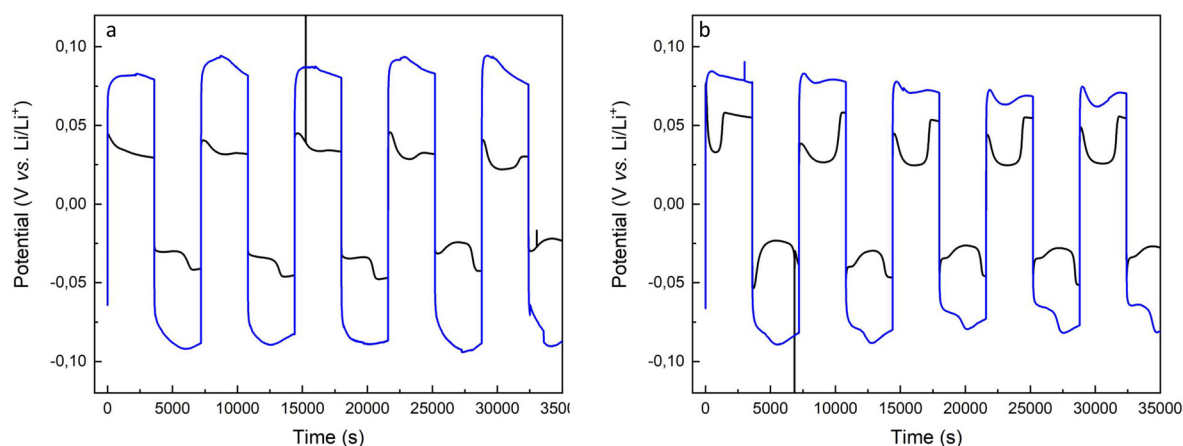 a
0,10
0,05
0,00
-0,05
-0,10
Potential (V vs. Li/Li⁺)
0 5000 10000 15000 20000 25000 30000 3500
Time (s)
b
0,10
0,05
0,00
-0,05
-0,10
Potential (V vs. Li/Li⁺)
0 5000 10000 15000 20000 25000 30000 35000
Time (s)